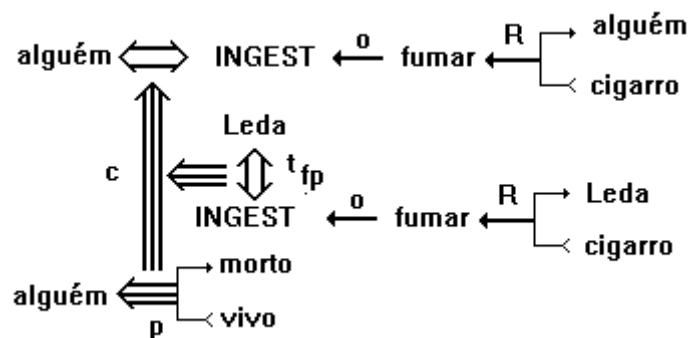 alguém INGEST o fumar R alguém
cigarro
Leda
c t fp
INGEST o fumar R Leda
cigarro
morto
alguém
p vivo